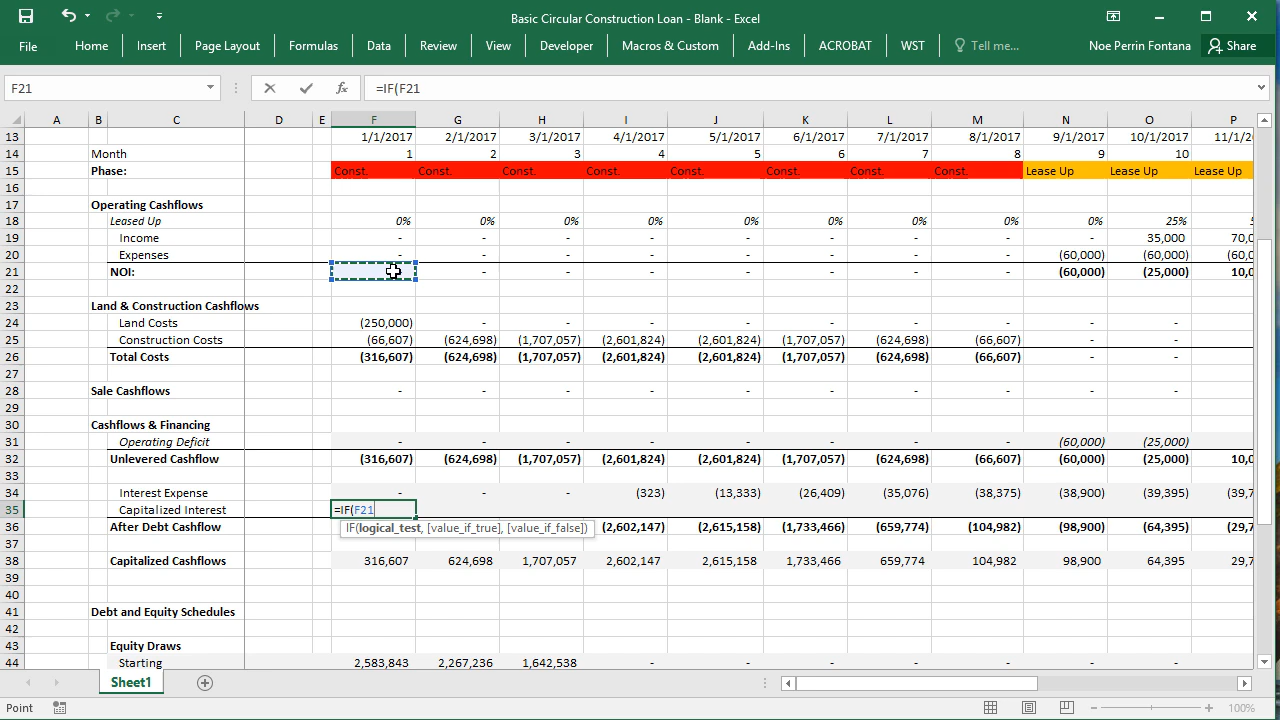 Basic Circular Construction Loan - Blank - Excel
File Home Insert Page Layout Formulas Data Review View Developer Macros & Custom Add-Ins ACROBAT WST Tell me... Noe Perrin Fontana Share
F21 fx =IF(F21
A B C D E F G H I J K L M N O P
13 1/1/2017 2/1/2017 3/1/2017 4/1/2017 5/1/2017 6/1/2017 7/1/2017 8/1/2017 9/1/2017 10/1/2017 11/1/2
14 Month 1 2 3 4 5 6 7 8 9 10
15 Phase: Const. Const. Const. Const. Const. Const. Const. Const. Lease Up Lease Up Lease Up
16
17 Operating Cashflows
18 Leased Up 0% 0% 0% 0% 0% 0% 0% 0% 0% 25% 5
19 Income - - - - - - - - - 35,000 70,0
20 Expenses - - - - - - - - (60,000) (60,000) (60,0
21 NOI: - - - - - - - (60,000) (25,000) 10,0
22
23 Land & Construction Cashflows
24 Land Costs (250,000) - - - - - - - - - 
25 Construction Costs (66,607) (624,698) (1,707,057) (2,601,824) (2,601,824) (1,707,057) (624,698) (66,607) - -
26 Total Costs (316,607) (624,698) (1,707,057) (2,601,824) (2,601,824) (1,707,057) (624,698) (66,607) - -
27
28 Sale Cashflows - - - - - - - - - -
29
30 Cashflows & Financing
31 Operating Deficit - - - - - - - - (60,000) (25,000)
32 Unlevered Cashflow (316,607) (624,698) (1,707,057) (2,601,824) (2,601,824) (1,707,057) (624,698) (66,607) (60,000) (25,000) 10,0
33
34 Interest Expense - - - (323) (13,333) (26,409) (35,076) (38,375) (38,900) (39,395) (39,7
35 Capitalized Interest =IF(F21
36 After Debt Cashflow (2,602,147) (2,615,158) (1,733,466) (659,774) (104,982) (98,900) (64,395) (29,7
IF(logical_test, [value_if_true], [value_if_false])
37
38 Capitalized Cashflows 316,607 624,698 1,707,057 2,602,147 2,615,158 1,733,466 659,774 104,982 98,900 64,395 29,7
39
40
41 Debt and Equity Schedules
42
43 Equity Draws
44 Starting 2,583,843 2,267,236 1,642,538 - - - - - - -
Sheet1
Point 100%